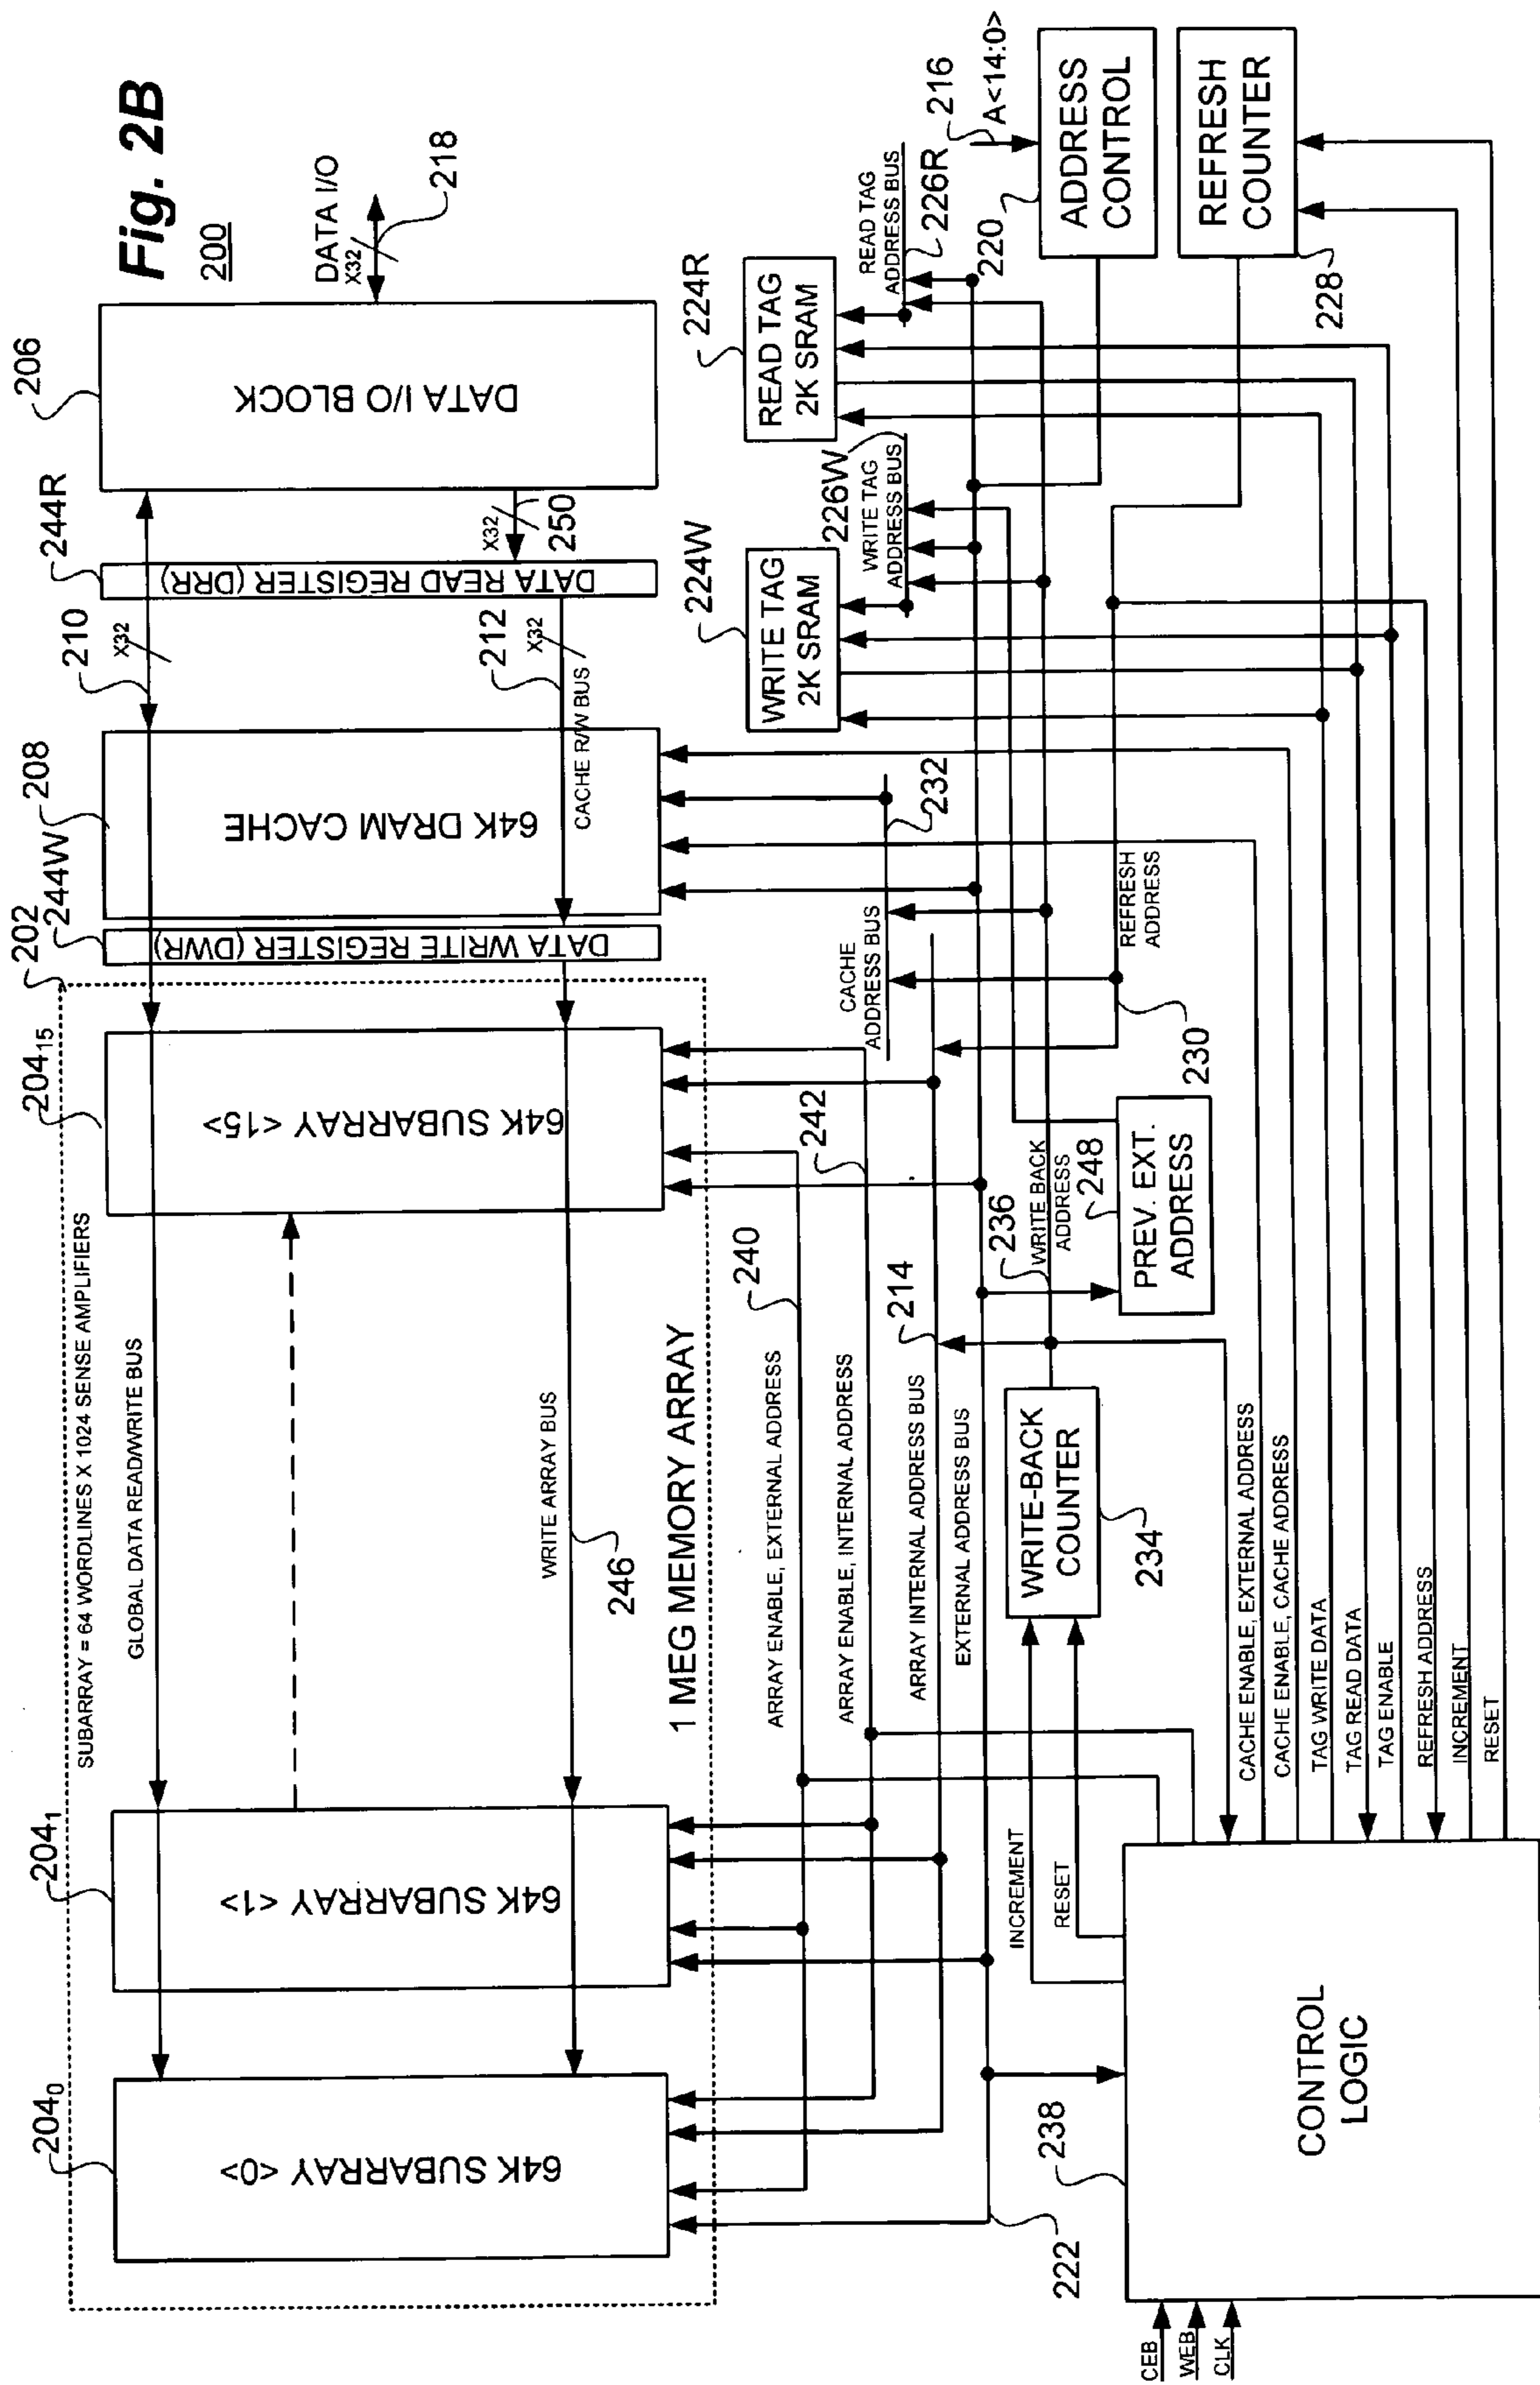 Fig. 2B
200
DATA I/O
X32
218
206
DATA I/O BLOCK
244R
DATA READ REGISTER (DRR)
X32
250
210
X32
212
X32
CACHE R/W BUS
208
64K DRAM CACHE
244W
DATA WRITE REGISTER (DWR)
202
204₁₅
64K SUBARRAY <15>
SUBARRAY = 64 WORDLINES X 1024 SENSE AMPLIFIERS
GLOBAL DATA READ/WRITE BUS
WRITE ARRAY BUS
246
1 MEG MEMORY ARRAY
204₁
64K SUBARRAY <1>
204₀
64K SUBARRAY <0>
224R
READ TAG
2K SRAM
READ TAG
ADDRESS BUS
226R
216
A<14:0>
220
ADDRESS
CONTROL
REFRESH
COUNTER
228
224W
WRITE TAG
2K SRAM
WRITE TAG
ADDRESS BUS
226W
232
CACHE
ADDRESS BUS
REFRESH
ADDRESS
230
240
242
ARRAY ENABLE, EXTERNAL ADDRESS
ARRAY ENABLE, INTERNAL ADDRESS
214
ARRAY INTERNAL ADDRESS BUS
EXTERNAL ADDRESS BUS
236
WRITE BACK
ADDRESS
248
PREV. EXT.
ADDRESS
WRITE-BACK
COUNTER
234
INCREMENT
RESET
CACHE ENABLE, EXTERNAL ADDRESS
CACHE ENABLE, CACHE ADDRESS
TAG WRITE DATA
TAG READ DATA
TAG ENABLE
REFRESH ADDRESS
INCREMENT
RESET
222
238
CONTROL
LOGIC
CEB
WEB
CLK